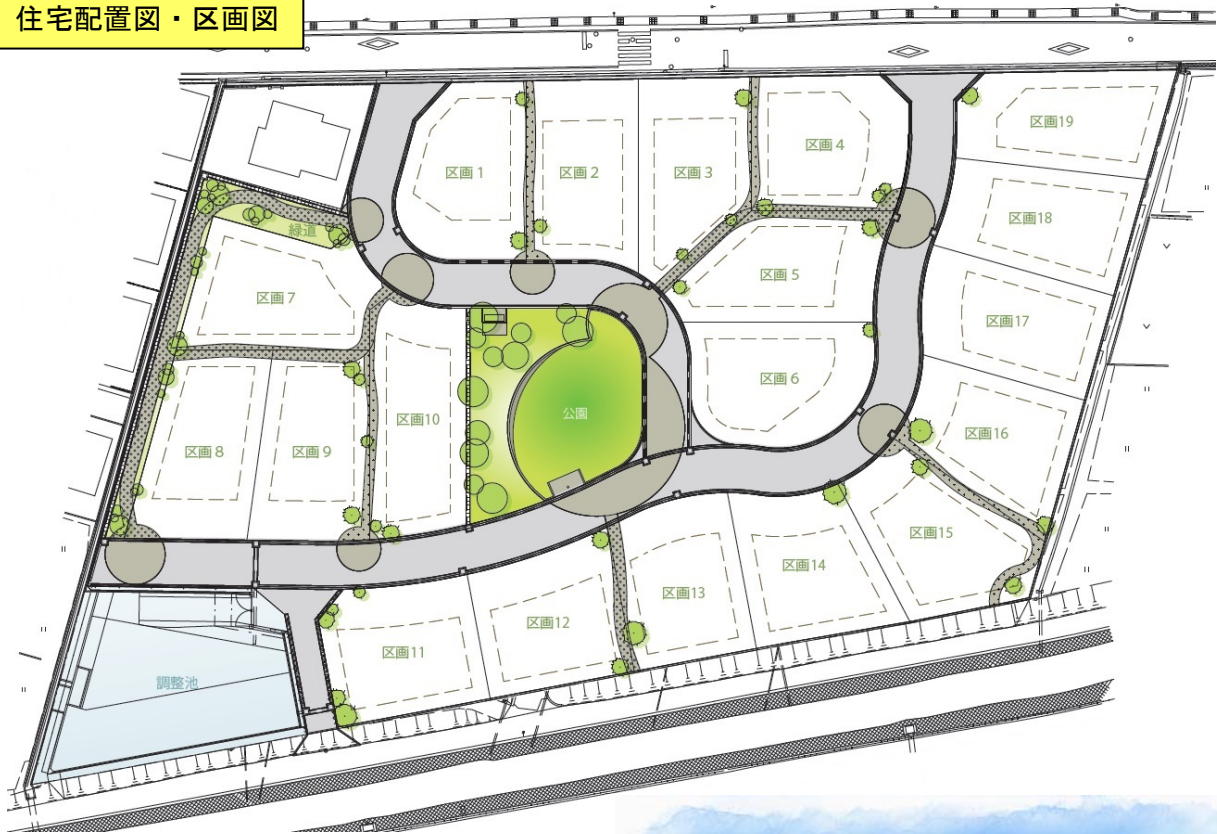 住宅配置図・区画図
区画 1
区画 2
区画 3
区画 4
区画19
区画18
緑道
区画 5
区画 7
区画17
区画 6
公園
区画10
区画16
区画 8
区画 9
区画15
区画14
区画13
区画12
区画11
調整池